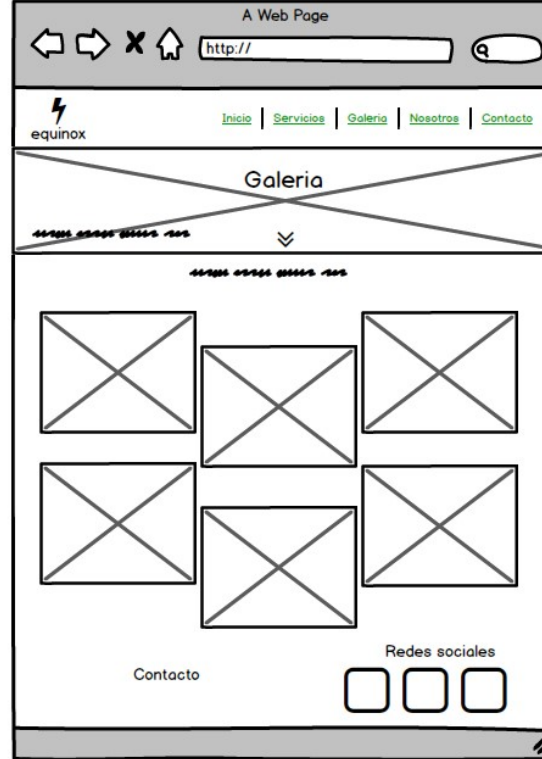 A Web Page
http://
equinox
Inicio | Servicios | Galeria | Nosotros | Contacto
Galeria
Redes sociales
Contacto